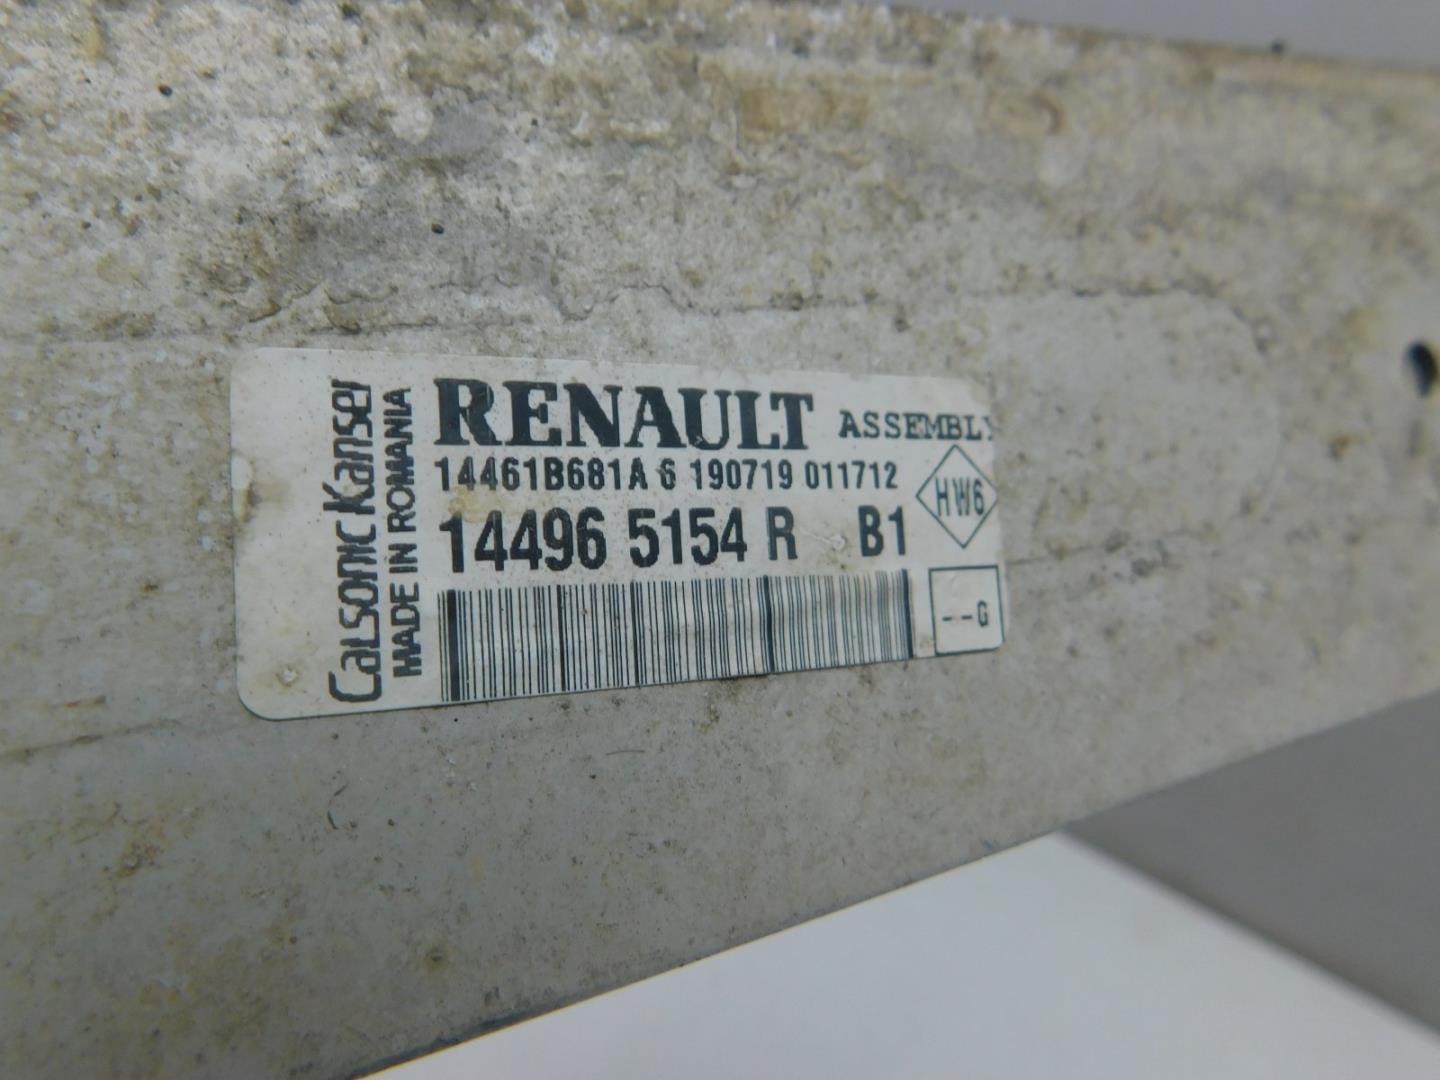 Calsonic Kansei
MADE IN ROMANIA
RENAULT ASSEMBLY
14461B681A 6 190719 011712
14496 5154 R B1
HW6
--G